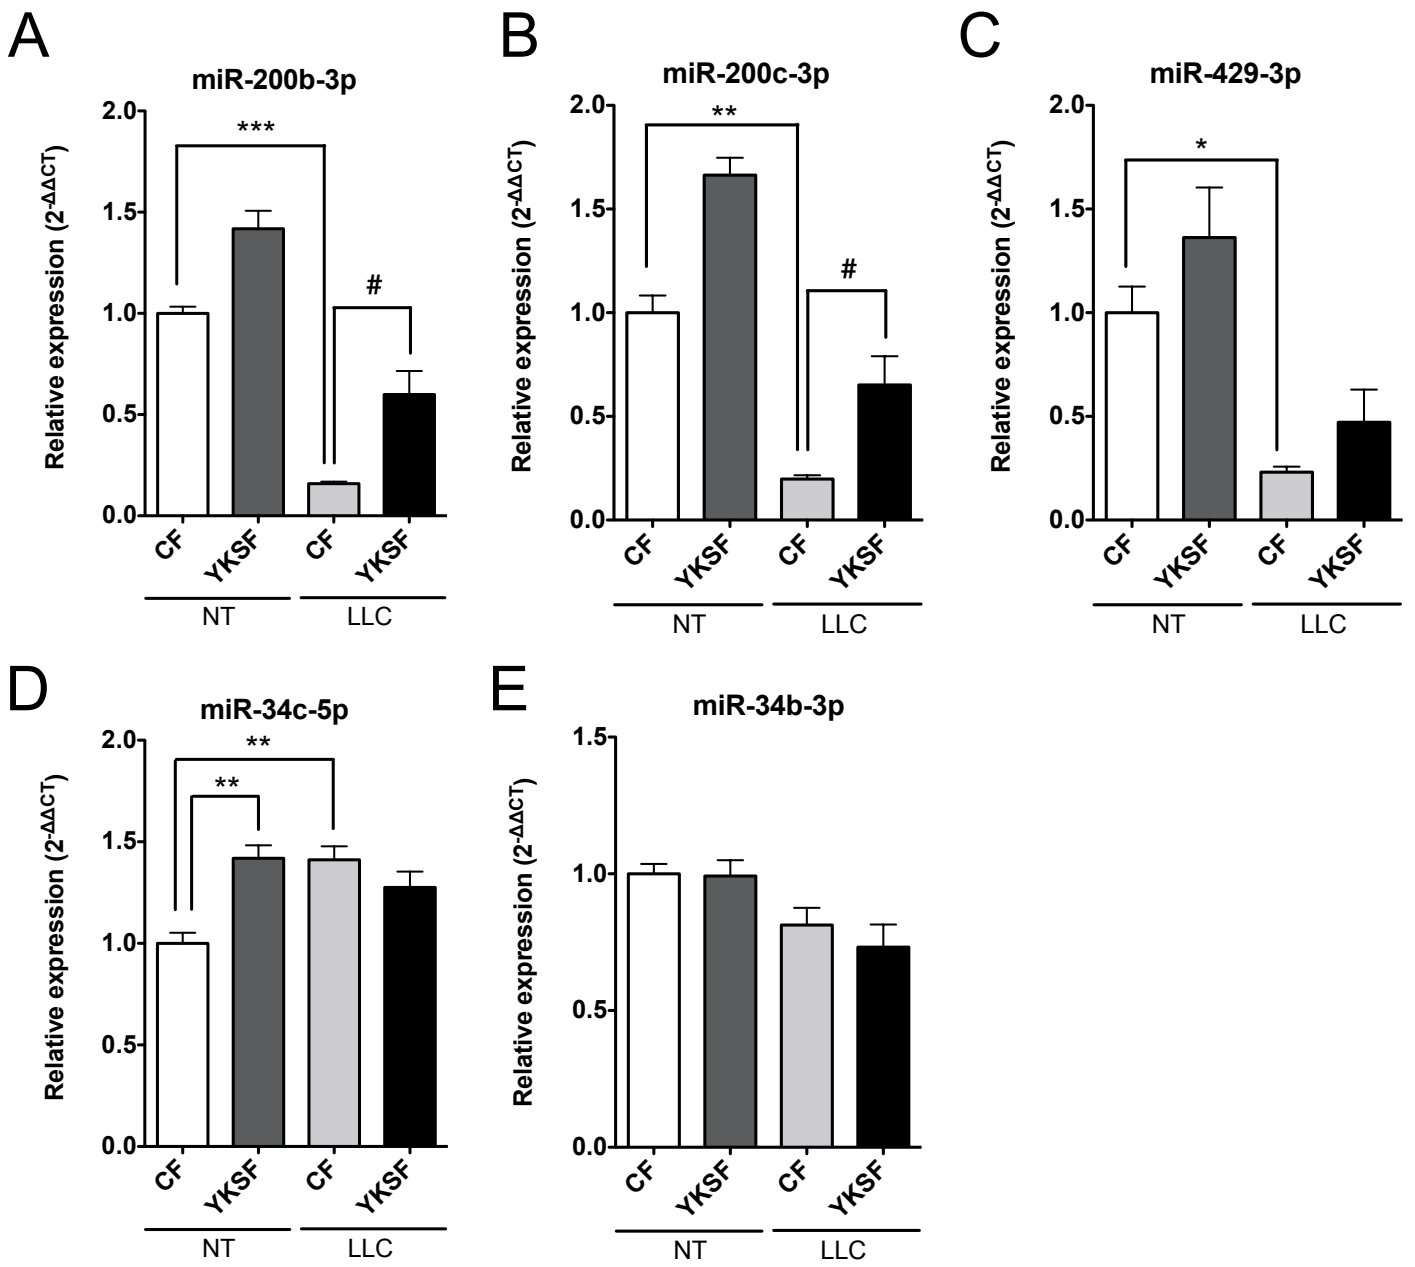 A
miR-200b-3p
Relative expression (2-ΔΔCT)
2.0
1.5
1.0
0.5
0.0
***
#
CF
YKSF
CF
YKSF
NT
LLC
B
miR-200c-3p
Relative expression (2-ΔΔCT)
2.0
1.5
1.0
0.5
0.0
**
#
CF
YKSF
CF
YKSF
NT
LLC
C
miR-429-3p
Relative expression (2-ΔΔCT)
2.0
1.5
1.0
0.5
0.0
*
CF
YKSF
CF
YKSF
NT
LLC
D
miR-34c-5p
Relative expression (2-ΔΔCT)
2.0
1.5
1.0
0.5
0.0
**
**
CF
YKSF
CF
YKSF
NT
LLC
E
miR-34b-3p
Relative expression (2-ΔΔCT)
1.5
1.0
0.5
0.0
CF
YKSF
CF
YKSF
NT
LLC